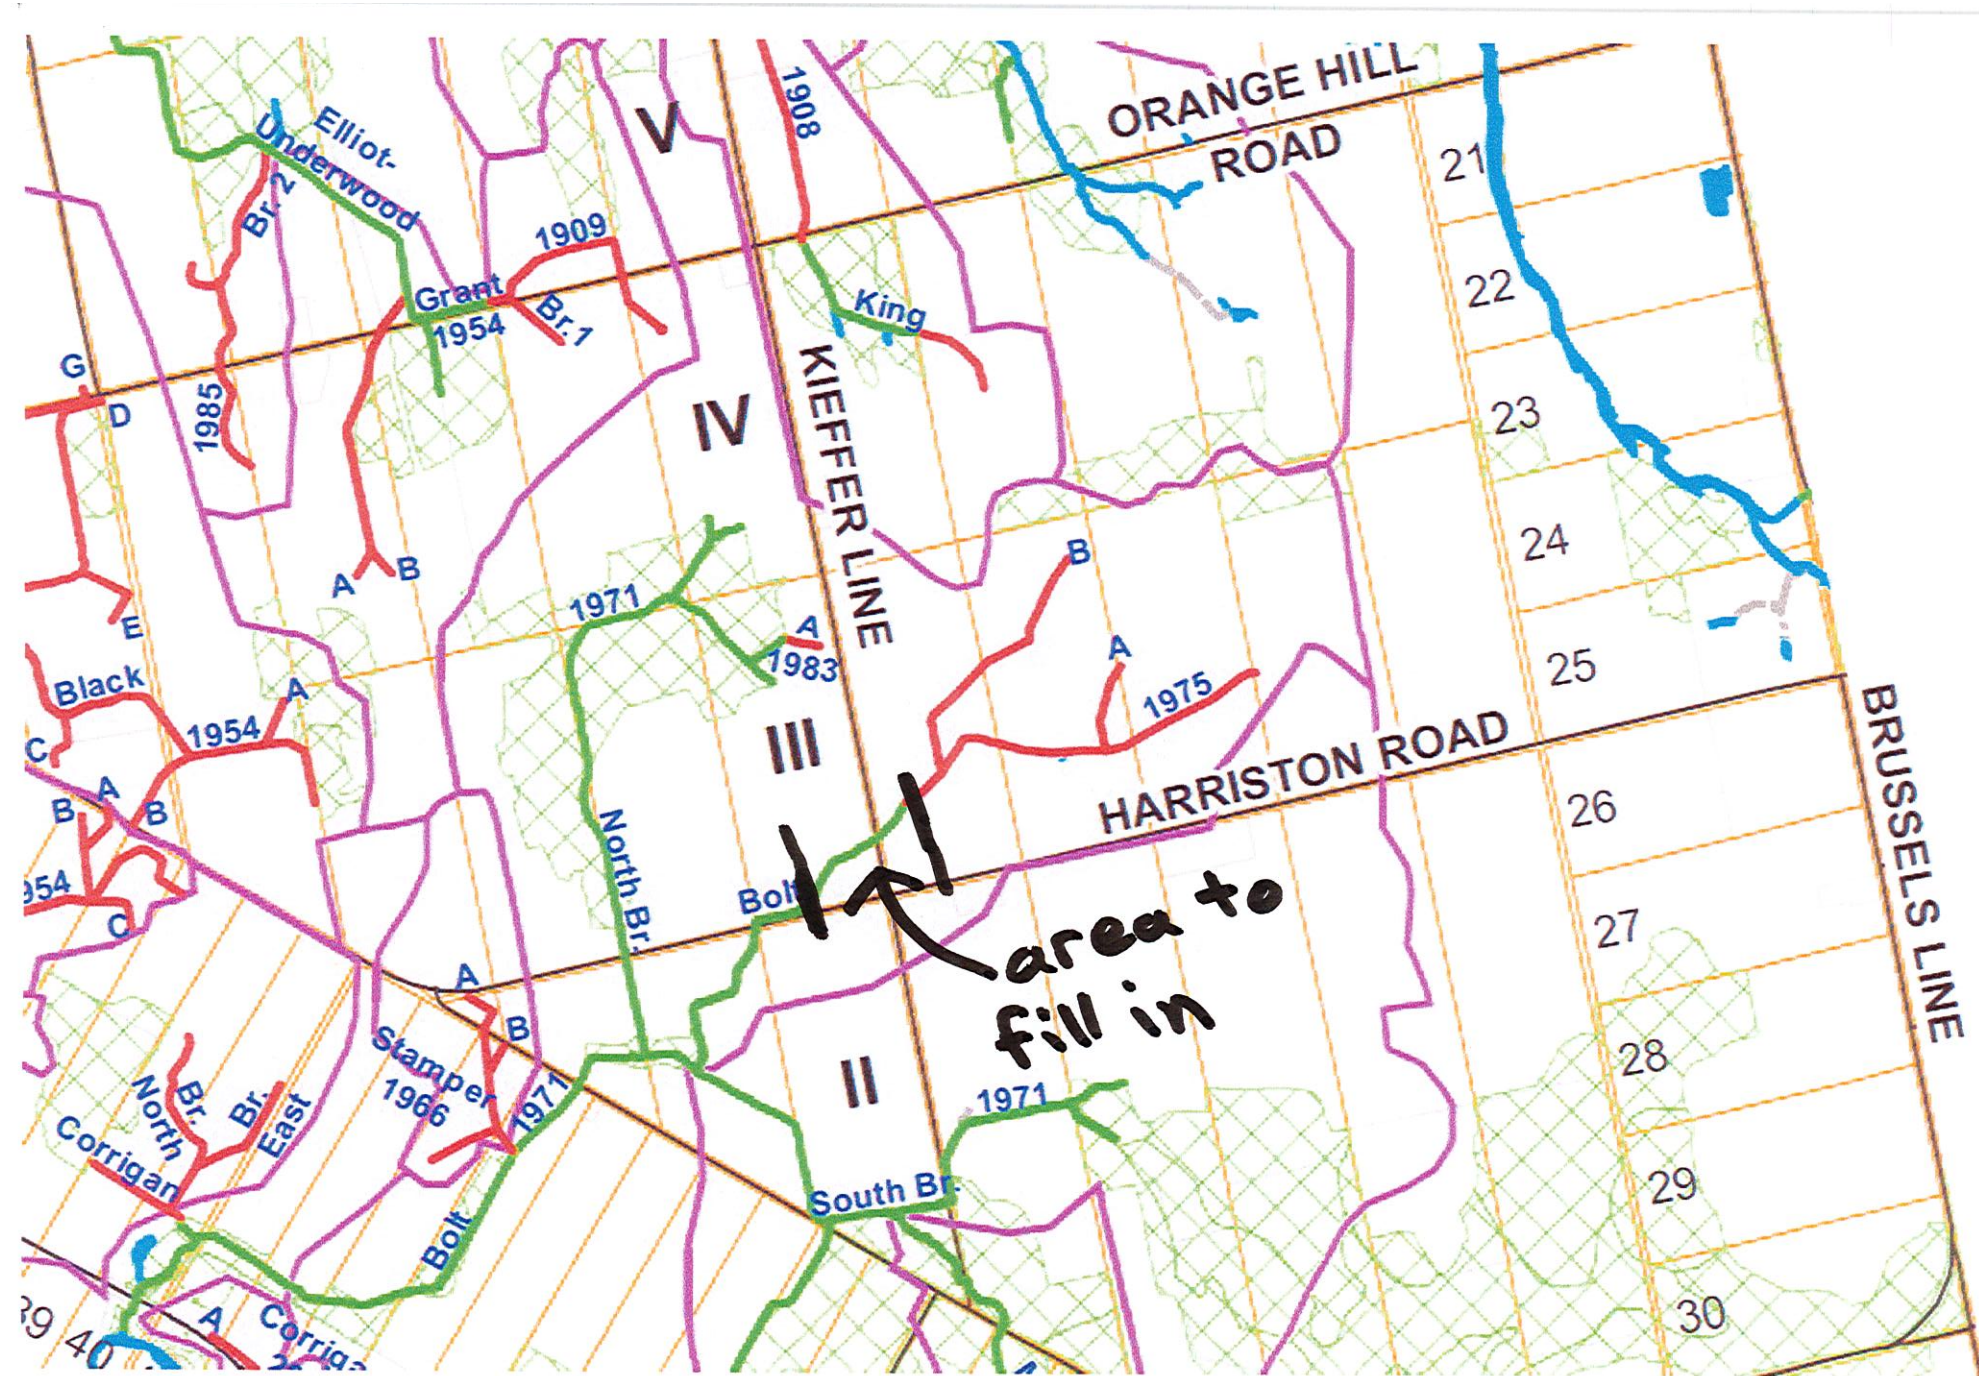 ORANGE HILL
ROAD
1908
V
Elliot-
Underwood
Br. 2
21
1909
Grant
1954
Br.1
King
22
G
D
1985
KIEFFER LINE
IV
23
A
B
E
1971
A
1983
B
24
A
1975
25
Black
A
1954
C
A
B
B
C
III
HARRISTON ROAD
BRUSSELS LINE
26
North Br.
Bolt
area to
fill in
27
A
B
Stamper
1966
1971
II
1971
28
Br.
North
Br.
East
Corrigan
South Br.
29
Bolt
30
40
A